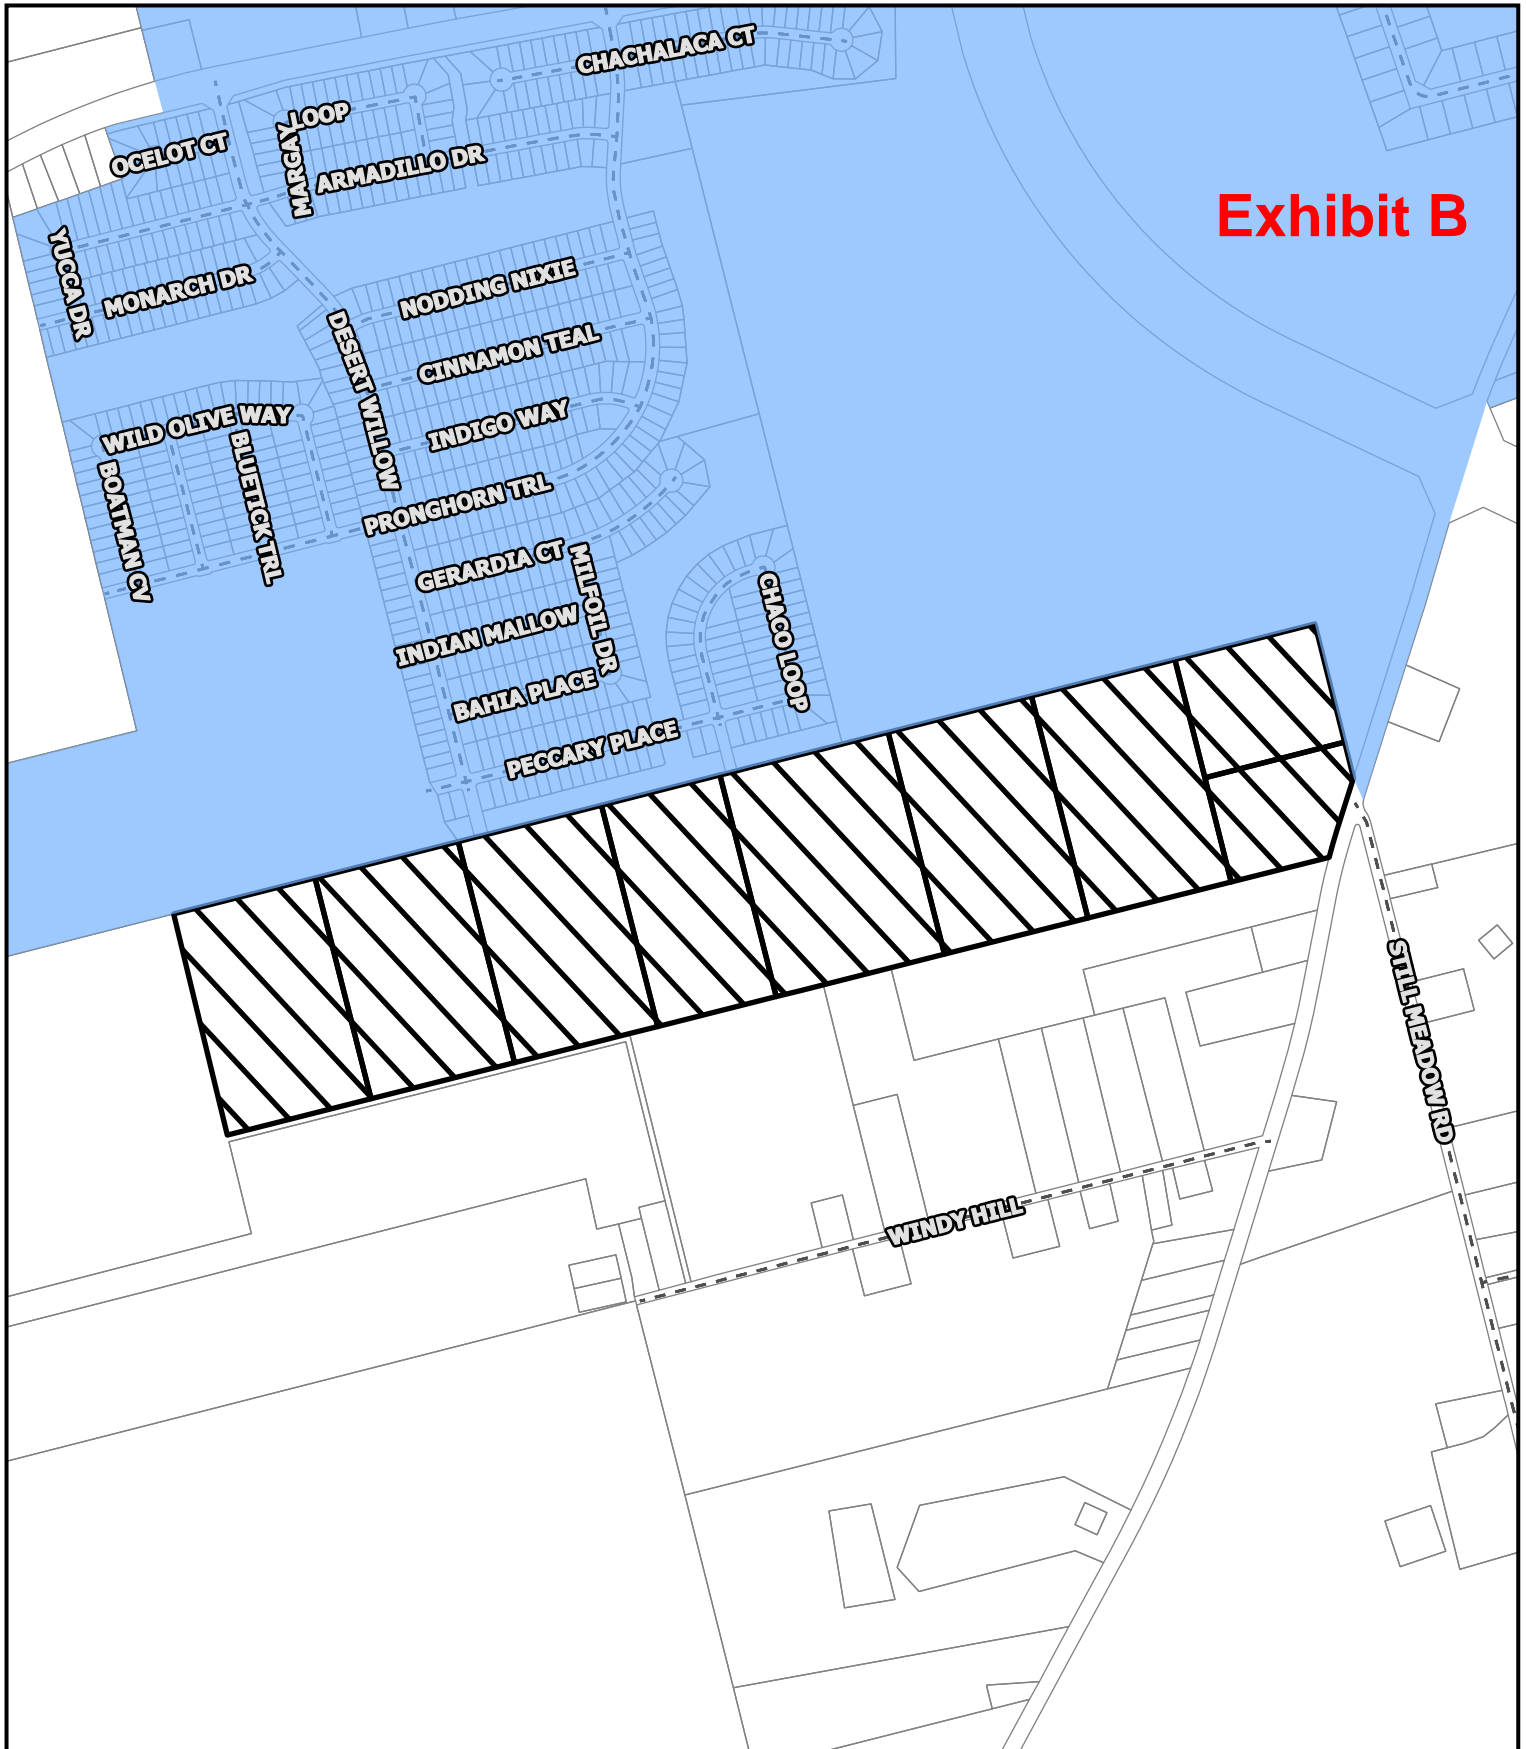 CHACHALACA CT
LOOP
MARGAY
OCELOT CT
ARMADILLO DR
Exhibit B
YUCCA DR
MONARCH DR
NODDING NIXIE
DESERT WILLOW
CINNAMON TEAL
WILD OLIVE WAY
INDIGO WAY
BLUETICK TRL
BOATMAN CV
PRONGHORN TRL
GERARDIA CT
MILFOIL DR
CHACO LOOP
INDIAN MALLOW
BAHIA PLACE
PECCARY PLACE
STILL MEADOW RD
WINDY HILL